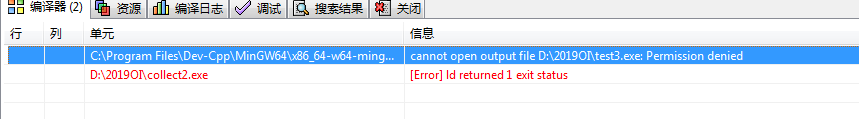 编译器 (2) 资源 编译日志 调试 搜索结果 关闭
行 列 单元 信息
C:\Program Files\Dev-Cpp\MinGW64\x86_64-w64-ming... cannot open output file D:\2019OI\test3.exe: Permission denied
D:\2019OI\collect2.exe [Error] ld returned 1 exit status